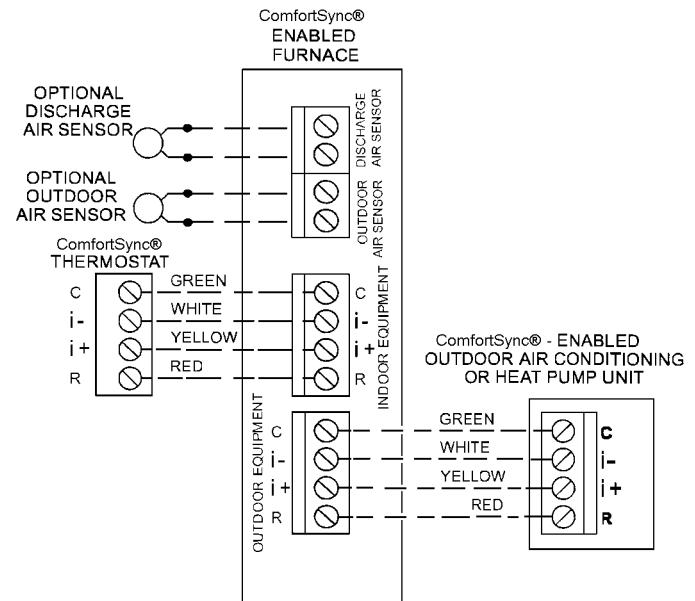 ComfortSync®
ENABLED
FURNACE
OPTIONAL
DISCHARGE
AIR SENSOR
DISCHARGE
AIR SENSOR
OPTIONAL
OUTDOOR
AIR SENSOR
OUTDOOR
AIR SENSOR
ComfortSync®
THERMOSTAT
C GREEN C
i- WHITE i-
i+ YELLOW i+
R RED R
INDOOR EQUIPMENT
ComfortSync® - ENABLED
OUTDOOR AIR CONDITIONING
OR HEAT PUMP UNIT
OUTDOOR EQUIPMENT
C GREEN C
i- WHITE i-
i+ YELLOW i+
R RED R